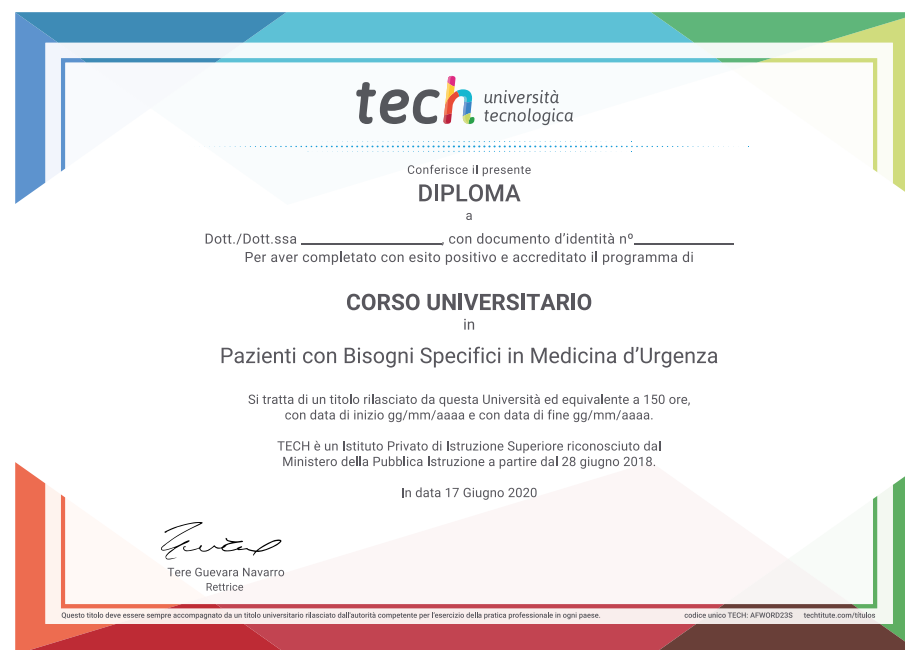 tech università
tecnologica
Conferisce il presente
DIPLOMA
a
Dott./Dott.ssa ____________________, con documento d'identità nº______________
Per aver completato con esito positivo e accreditato il programma di
CORSO UNIVERSITARIO
in
Pazienti con Bisogni Specifici in Medicina d'Urgenza
Si tratta di un titolo rilasciato da questa Università ed equivalente a 150 ore,
con data di inizio gg/mm/aaaa e con data di fine gg/mm/aaaa.
TECH è un Istituto Privato di Istruzione Superiore riconosciuto dal
Ministero della Pubblica Istruzione a partire dal 28 giugno 2018.
In data 17 Giugno 2020
Tere Guevara Navarro
Rettrice
Questo titolo deve essere sempre accompagnato da un titolo universitario rilasciato dall'autorità competente per l'esercizio della pratica professionale in ogni paese. codice unico TECH: AFWORD23S techtitute.com/titulos